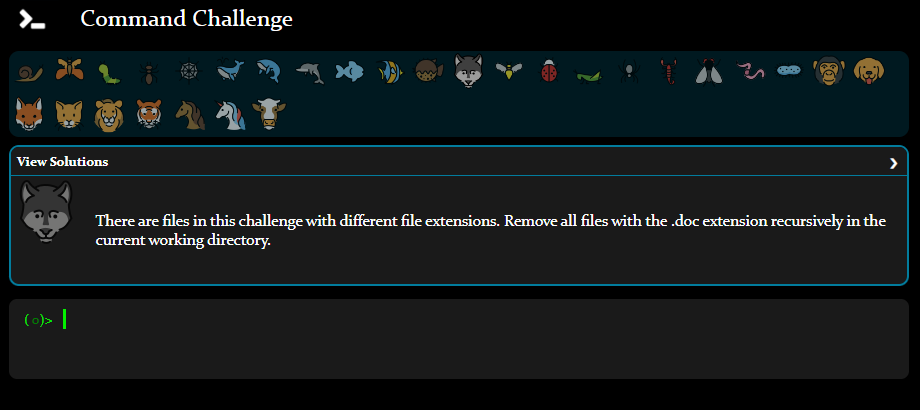 Command Challenge
View Solutions
There are files in this challenge with different file extensions. Remove all files with the .doc extension recursively in the
current working directory.
(○)>